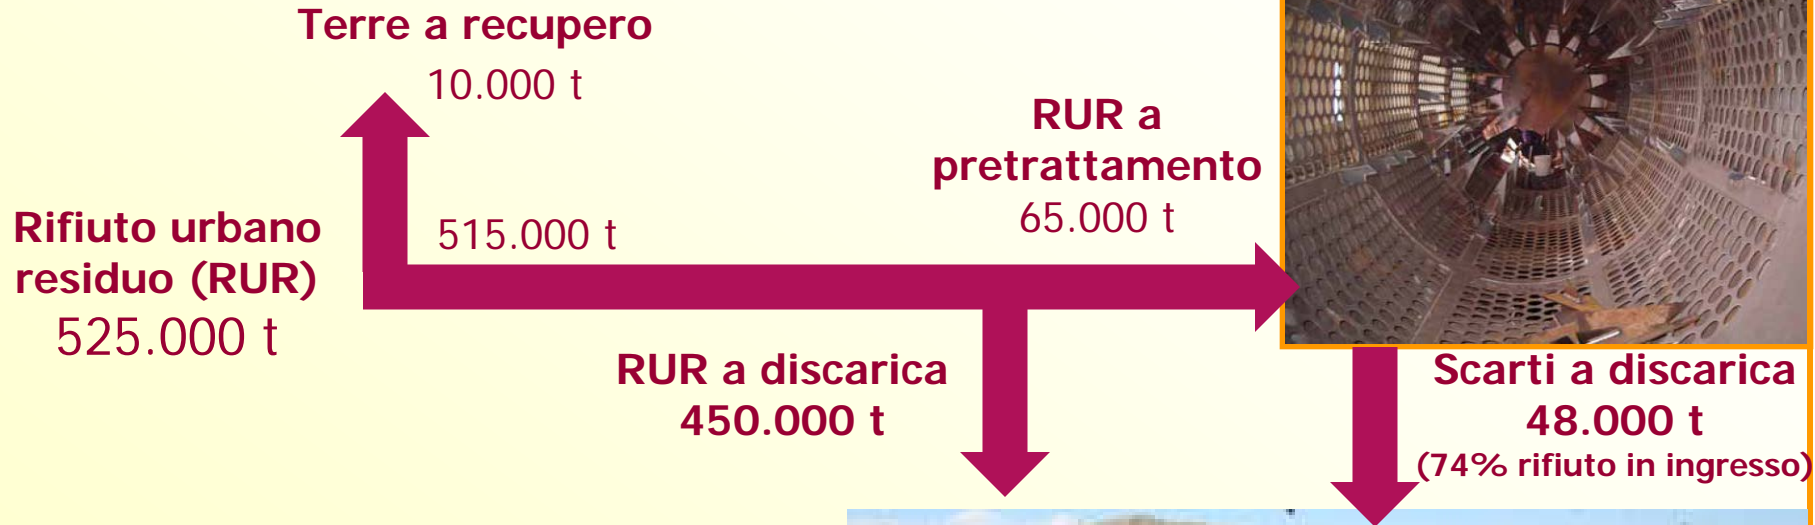 Terre a recupero
10.000 t
RUR a
pretrattamento
65.000 t
Rifiuto urbano
residuo (RUR)
525.000 t
515.000 t
RUR a discarica
450.000 t
Scarti a discarica
48.000 t
(74% rifiuto in ingresso)